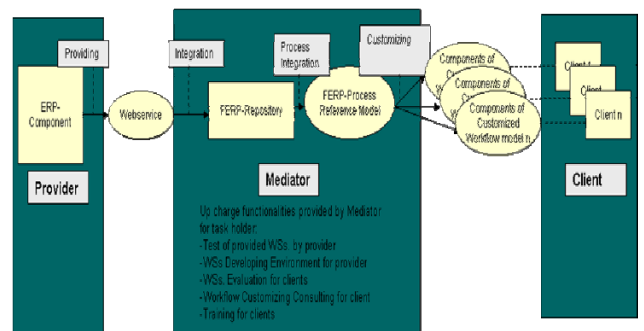 Providing
Integration
Process
Integration
Customizing
ERP-
Component
Webservice
FERP-Repository
FERP-Process
Reference Model
Components of
Components of
Components of
Customized
Workflow model n
Client
Client
Client n
Provider
Mediator
Client
Up charge functionalities provided by Mediator
for task holder:
-Test of provided WSs. by provider
-WSs Developing Environment for provider
-WSs. Evaluation for clients
-Workflow Customizing Consulting for client
-Training for clients